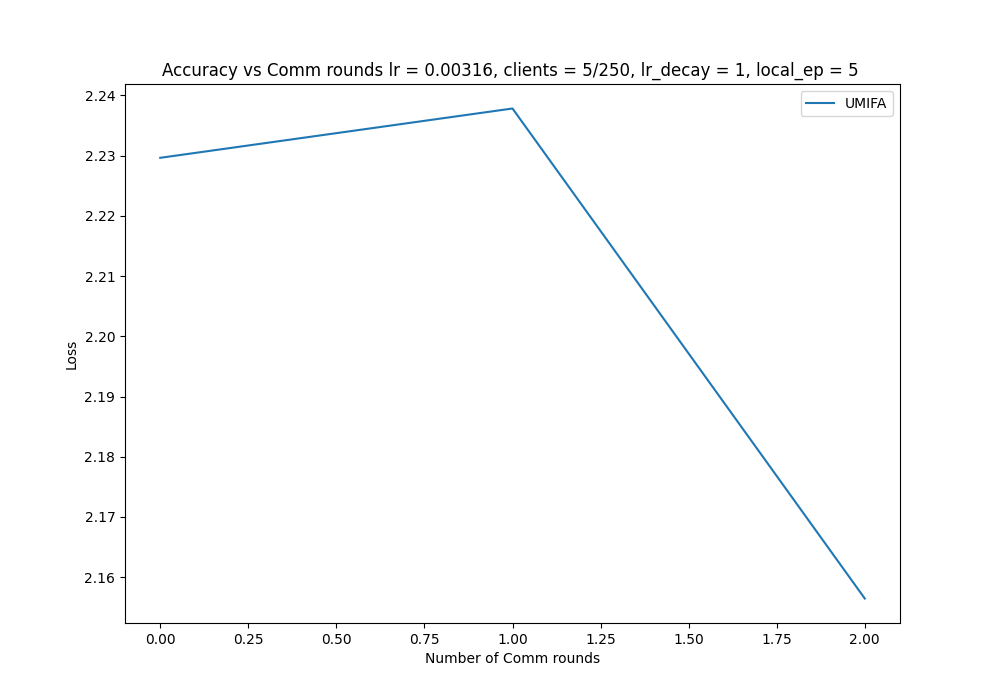 Accuracy vs Comm rounds lr = 0.00316, clients = 5/250, lr_decay = 1, local_ep = 5
UMIFA
2.24
2.23
2.22
2.21
2.20
2.19
2.18
2.17
2.16
Loss
0.00 0.25 0.50 0.75 1.00 1.25 1.50 1.75 2.00
Number of Comm rounds